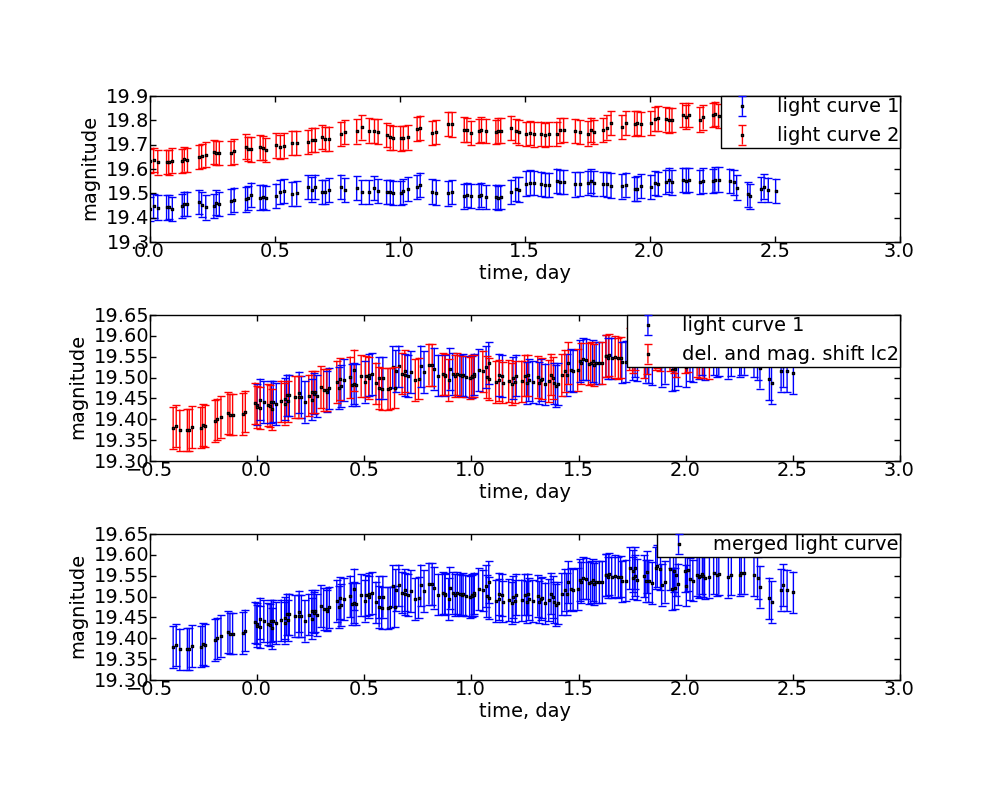 19.9
19.8
19.7
19.6
19.5
19.4
19.3
magnitude
light curve 1
light curve 2
0.0 0.5 1.0 1.5 2.0 2.5 3.0
time, day
19.65
19.60
19.55
19.50
19.45
19.40
19.35
19.30
magnitude
light curve 1
del. and mag. shift lc2
−0.5 0.0 0.5 1.0 1.5 2.0 2.5 3.0
time, day
19.65
19.60
19.55
19.50
19.45
19.40
19.35
19.30
magnitude
merged light curve
−0.5 0.0 0.5 1.0 1.5 2.0 2.5 3.0
time, day